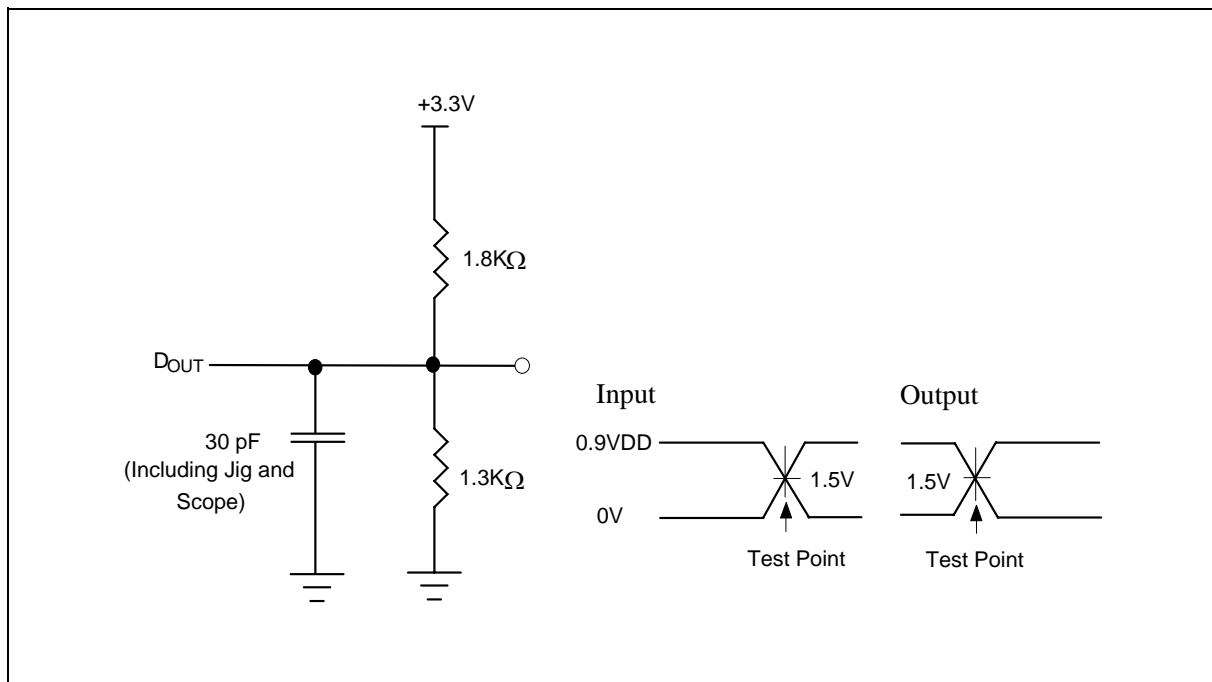 +3.3V
1.8KΩ
DOUT
30 pF
(Including Jig and
Scope)
1.3KΩ
Input
Output
0.9VDD
1.5V
1.5V
0V
Test Point
Test Point